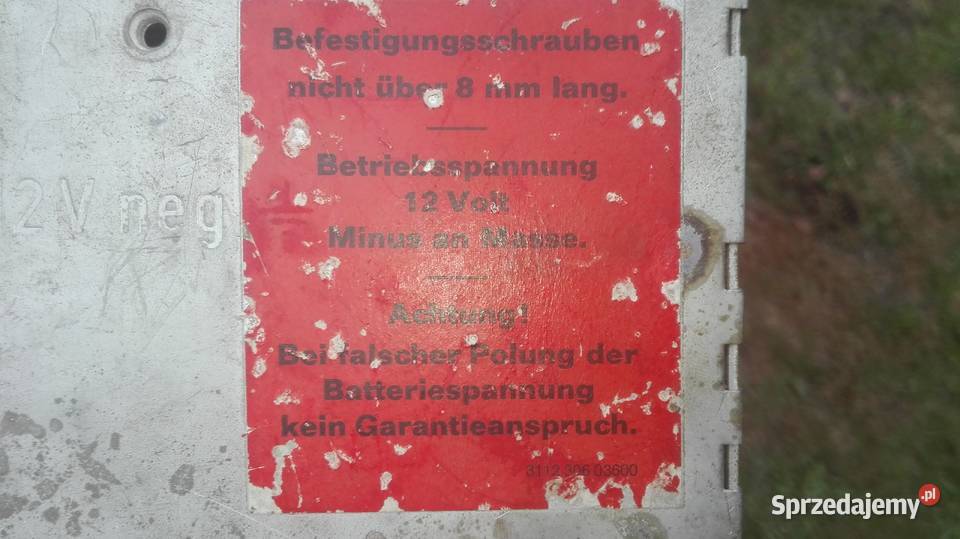 Befestigungsschrauben
nicht über 8 mm lang.
Betriebsspannung
12 Volt
Minus an Masse.
12 V neg
Achtung!
Bei falscher Polung der
Batteriespannung
kein Garantieanspruch.
3112 306 03600
Sprzedajemy.pl